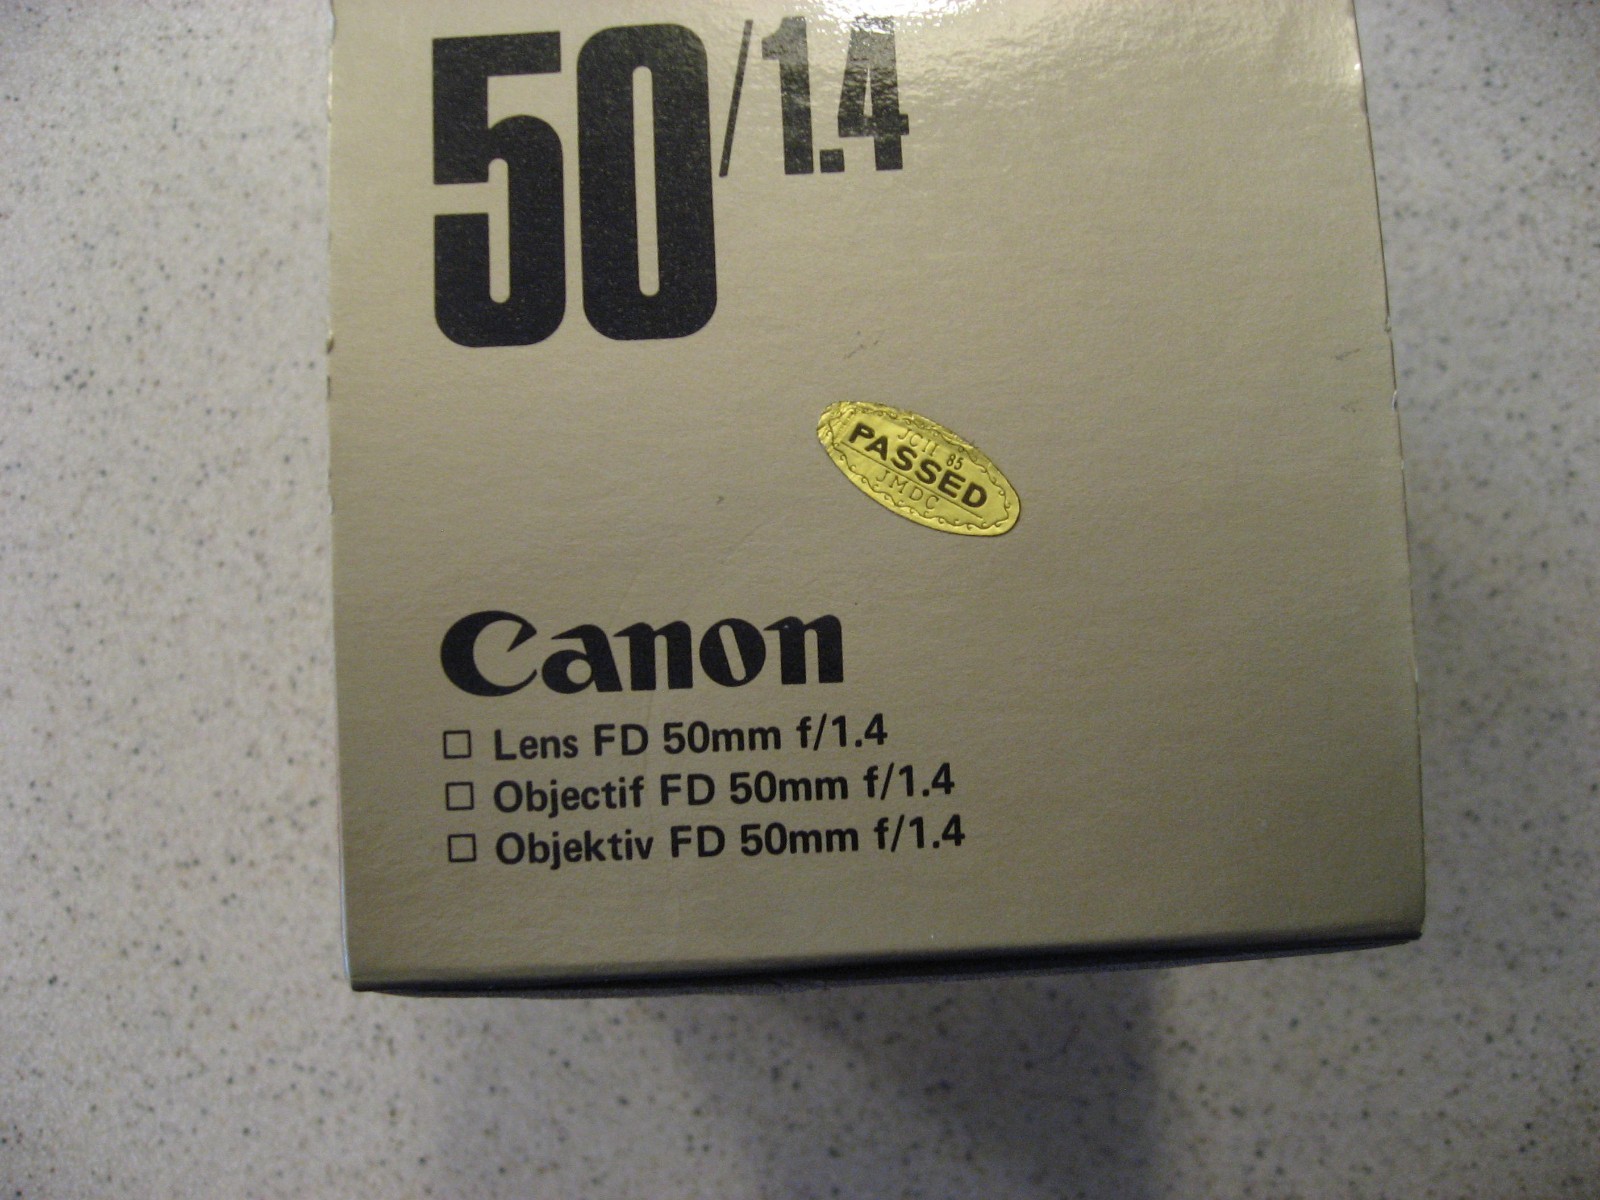 50/1.4
JCII 85
PASSED
JMDC
Canon
Lens FD 50mm f/1.4
Objectif FD 50mm f/1.4
Objektiv FD 50mm f/1.4